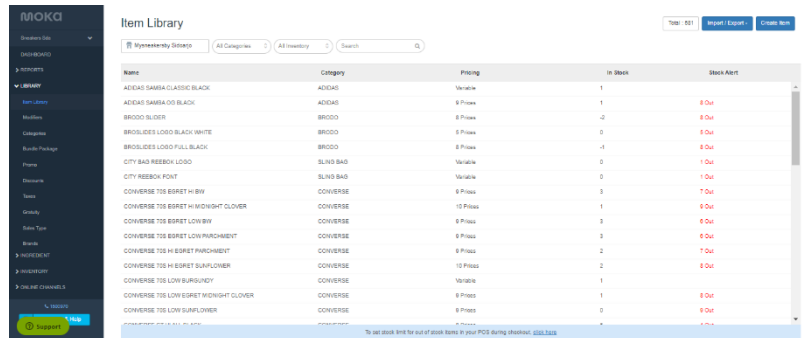 MOKA
Sneakers Sdo
DASHBOARD
REPORTS
LIBRARY
Item Library
Modifiers
Categories
Bundle Package
Promo
Discounts
Taxes
Gratuity
Sales Type
Brands
INGREDIENT
INVENTORY
ONLINE CHANNELS
Help
Support
Item Library
Total : 681
Import / Export
Create Item
Mysneakersby Sidoarjo
All Categories
All Inventory
Search
Name Category Pricing In Stock Stock Alert
ADIDAS SAMBA CLASSIC BLACK ADIDAS Variable 1
ADIDAS SAMBA OG BLACK ADIDAS 9 Prices 1 8 Out
BRODO SLIDER BRODO 8 Prices -2 8 Out
BROSLIDES LOGO BLACK WHITE BRODO 5 Prices 0 5 Out
BROSLIDES LOGO FULL BLACK BRODO 8 Prices -1 8 Out
CITY BAG REEBOK LOGO SLING BAG Variable 0 1 Out
CITY REEBOK FONT SLING BAG Variable 0 1 Out
CONVERSE 70S EGRET HI BW CONVERSE 9 Prices 3 7 Out
CONVERSE 70S EGRET HI MIDNIGHT CLOVER CONVERSE 10 Prices 1 9 Out
CONVERSE 70S EGRET LOW BW CONVERSE 9 Prices 3 6 Out
CONVERSE 70S EGRET LOW PARCHMENT CONVERSE 9 Prices 3 6 Out
CONVERSE 70S HI EGRET PARCHMENT CONVERSE 9 Prices 2 7 Out
CONVERSE 70S HI EGRET SUNFLOWER CONVERSE 10 Prices 2 8 Out
CONVERSE 70S LOW BURGUNDY CONVERSE Variable 1
CONVERSE 70S LOW EGRET MIDNIGHT CLOVER CONVERSE 9 Prices 1 8 Out
CONVERSE 70S LOW SUNFLOWER CONVERSE 9 Prices 0 9 Out
To set stock limit for out of stock items in your POS during checkout, click here.